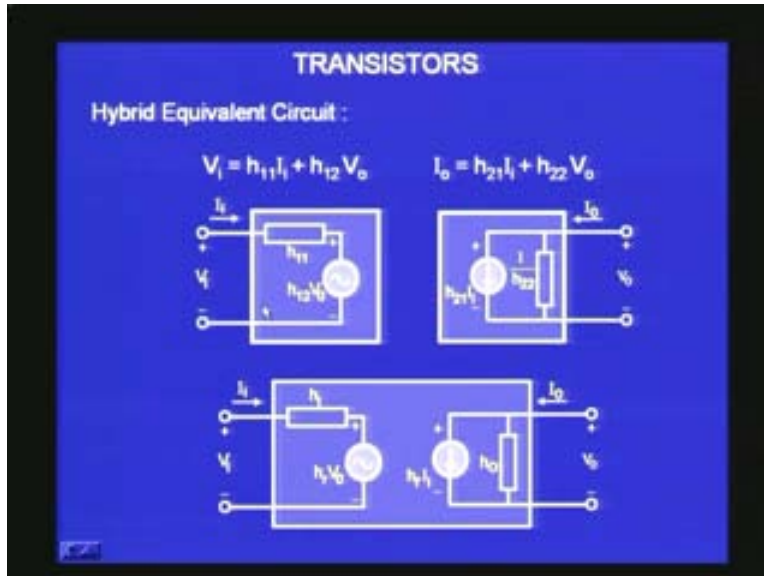 TRANSISTORS
Hybrid Equivalent Circuit :
Vᵢ = h₁₁Iᵢ + h₁₂Vₒ
Iₒ = h₂₁Iᵢ + h₂₂Vₒ
Iᵢ
+
h₁₁
+
Vᵢ
h₁₂Vₒ
–
–
Iₒ
+
+
h₂₁Iᵢ
1/h₂₂
Vₒ
–
–
Iᵢ
hᵢ
Iₒ
+
+
+
+
Vᵢ
hᵣVₒ
hₒ
Vₒ
–
–
–
–